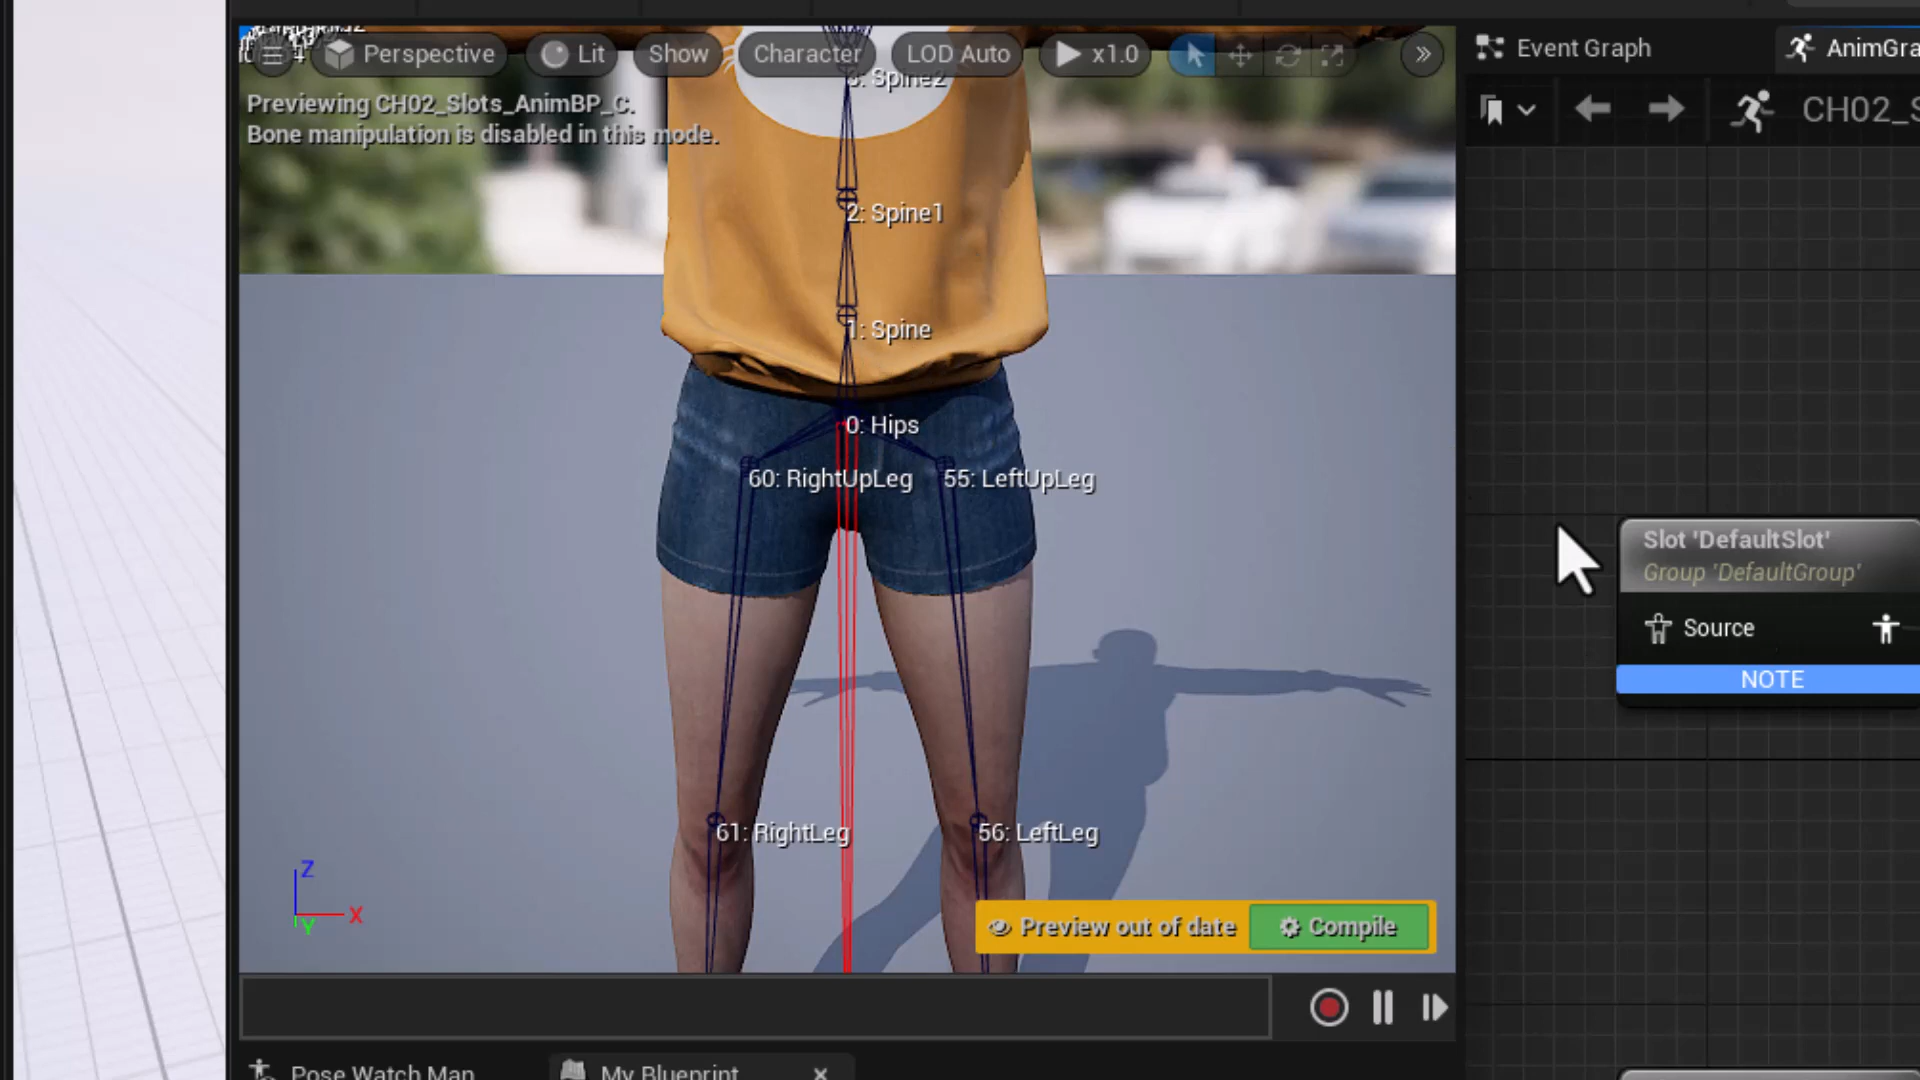 Perspective
Lit
Show
Character
LOD Auto
x1.0
Event Graph
AnimGra
CH02_S
Previewing CH02_Slots_AnimBP_C.
Bone manipulation is disabled in this mode.
3: Spine2
2: Spine1
1: Spine
0: Hips
60: RightUpLeg
55: LeftUpLeg
Slot 'DefaultSlot'
Group 'DefaultGroup'
Source
NOTE
61: RightLeg
56: LeftLeg
Z
X
Y
Preview out of date
Compile
Pose Watch Man
My Blueprint